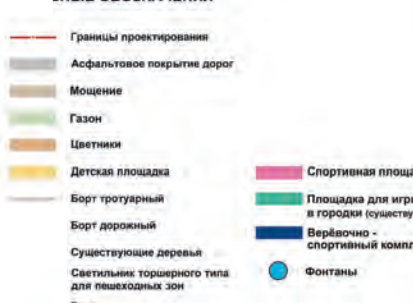 Границы проектирования
Асфальтовое покрытие дорог
Мощение
Газон
Цветники
Детская площадка
Борт тротуарный
Борт дорожный
Существующие деревья
Светильник торшерного типа
для пешеходных зон
Спортивная площа
Площадка для игры
в городки (существу
Верёвочно -
спортивный компл
Фонтаны